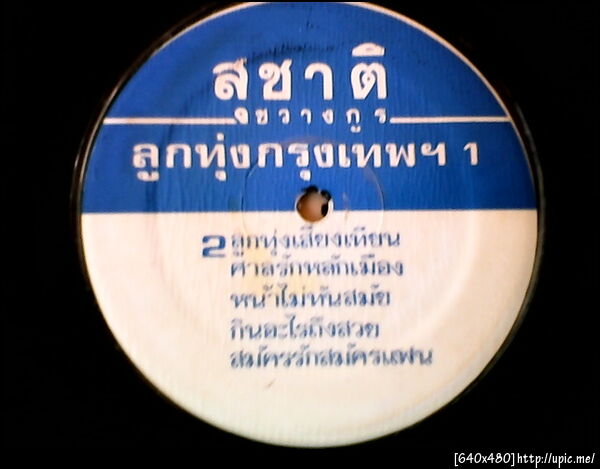 สุชาติ
ชวางกูร
ลูกทุ่งกรุงเทพฯ 1
2 ลูกทุ่งเสี่ยงเทียน
ศาลรักหลักเมือง
หน้าไม่ทันสมัย
กินอะไรถึงสวย
สมัครรักสมัครแฟน
[640x480]http://upic.me/